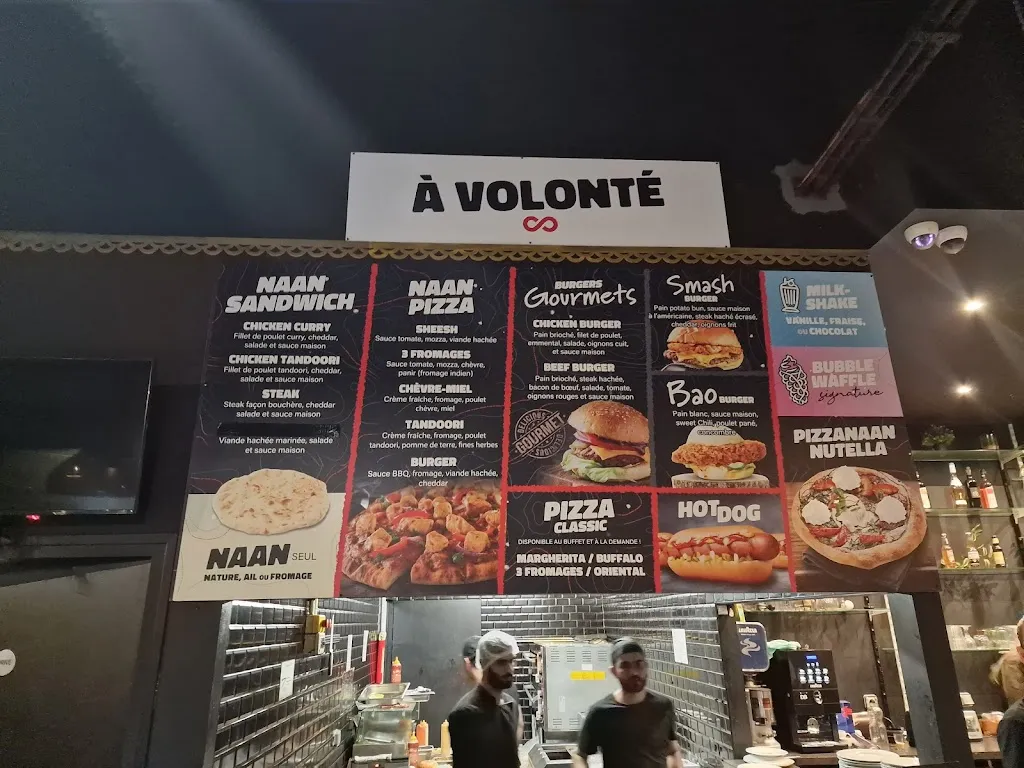 À VOLONTÉ
NAAN
SANDWICH
CHICKEN CURRY
Fillet de poulet curry, cheddar,
salade et sauce maison
CHICKEN TANDOORI
Fillet de poulet tandoori, cheddar,
salade et sauce maison
STEAK
Steak façon bouchère, cheddar
salade et sauce maison
Viande hachée marinée, salade
et sauce maison
NAAN SEUL
NATURE, AIL OU FROMAGE
NAAN
PIZZA
SHEESH
Sauce tomate, mozza, viande hachée
3 FROMAGES
Sauce tomate, mozza, chèvre,
panir (fromage indien)
CHÈVRE-MIEL
Crème fraîche, fromage, poulet
chèvre, miel
TANDOORI
Crème fraîche, fromage, poulet
tandoori, pomme de terre, fines herbes
BURGER
Sauce BBQ, fromage, viande hachée,
cheddar
BURGERS
Gourmets
CHICKEN BURGER
Pain brioché, filet de poulet,
emmental, salade, oignons cuit,
et sauce maison
BEEF BURGER
Pain brioché, steak hachée,
bacon de bœuf, salade, tomate,
oignons rouges et sauce maison
DELICIOUS
GOURMET
PIZZA
CLASSIC
DISPONIBLE AU BUFFET ET À LA DEMANDE !
MARGHERITA / BUFFALO
3 FROMAGES / ORIENTAL
Smash
BURGER
Pain potato bun, sauce maison
à l'américaine, steak haché écrasé,
cheddar, oignons frit
Bao BURGER
Pain blanc, sauce maison,
sweet Chili, poulet pané,
concombre
HOT DOG
MILK-
SHAKE
VANILLE, FRAISE,
OU CHOCOLAT
BUBBLE
WAFFLE
signature
PIZZANAAN
NUTELLA
LAVAZZA